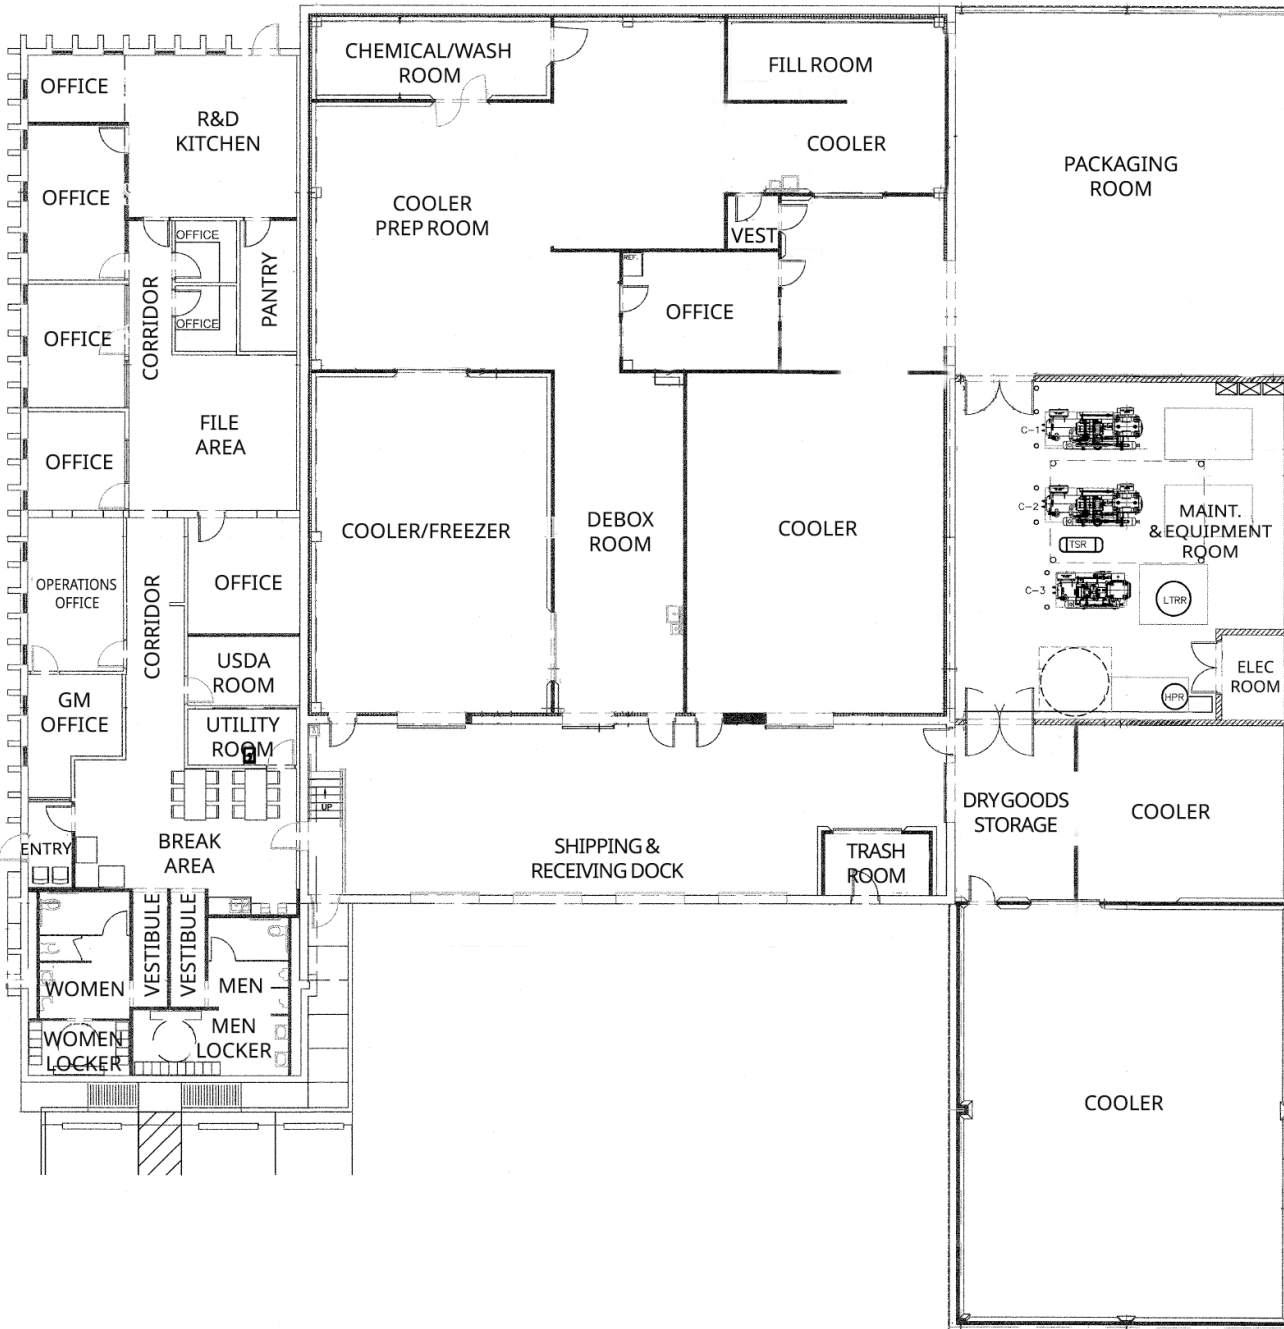 CHEMICAL/WASH
ROOM
FILL ROOM
OFFICE
R&D
KITCHEN
COOLER
PACKAGING
ROOM
OFFICE
COOLER
PREP ROOM
OFFICE
VEST
REF.
PANTRY
CORRIDOR
OFFICE
OFFICE
OFFICE
FILE
AREA
C-1
OFFICE
COOLER/FREEZER
DEBOX
ROOM
COOLER
C-2
MAINT.
& EQUIPMENT
ROOM
TSR
OPERATIONS
OFFICE
CORRIDOR
OFFICE
C-3
LTRR
USDA
ROOM
ELEC
ROOM
GM
OFFICE
HPR
UTILITY
ROOM
UP
DRY GOODS
STORAGE
COOLER
ENTRY
BREAK
AREA
SHIPPING &
RECEIVING DOCK
TRASH
ROOM
VESTIBULE
VESTIBULE
WOMEN
MEN
WOMEN
LOCKER
MEN
LOCKER
COOLER